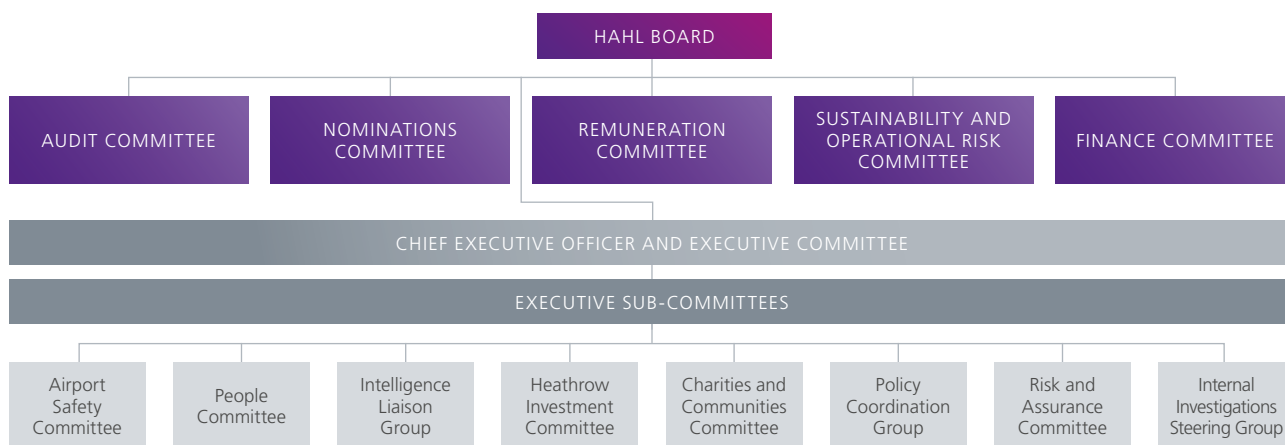 HAHL BOARD
AUDIT COMMITTEE
NOMINATIONS
COMMITTEE
REMUNERATION
COMMITTEE
SUSTAINABILITY AND
OPERATIONAL RISK
COMMITTEE
FINANCE COMMITTEE
CHIEF EXECUTIVE OFFICER AND EXECUTIVE COMMITTEE
EXECUTIVE SUB-COMMITTEES
Airport
Safety
Committee
People
Committee
Intelligence
Liaison
Group
Heathrow
Investment
Committee
Charities and
Communities
Committee
Policy
Coordination
Group
Risk and
Assurance
Committee
Internal
Investigations
Steering Group